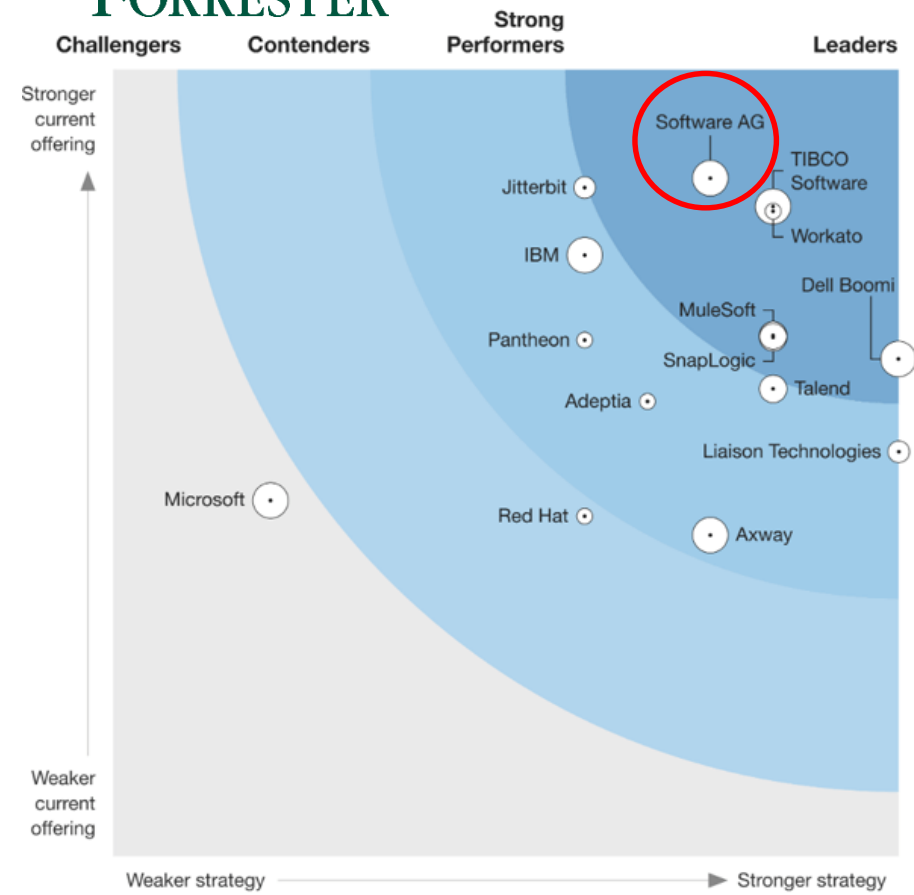 FORRESTER
Challengers
Contenders
Strong
Performers
Leaders
Stronger
current
offering
Software AG
TIBCO
Software
Jitterbit
Workato
IBM
Dell Boomi
MuleSoft
Pantheon
SnapLogic
Talend
Adeptia
Liaison Technologies
Microsoft
Red Hat
Axway
Weaker
current
offering
Weaker strategy
Stronger strategy